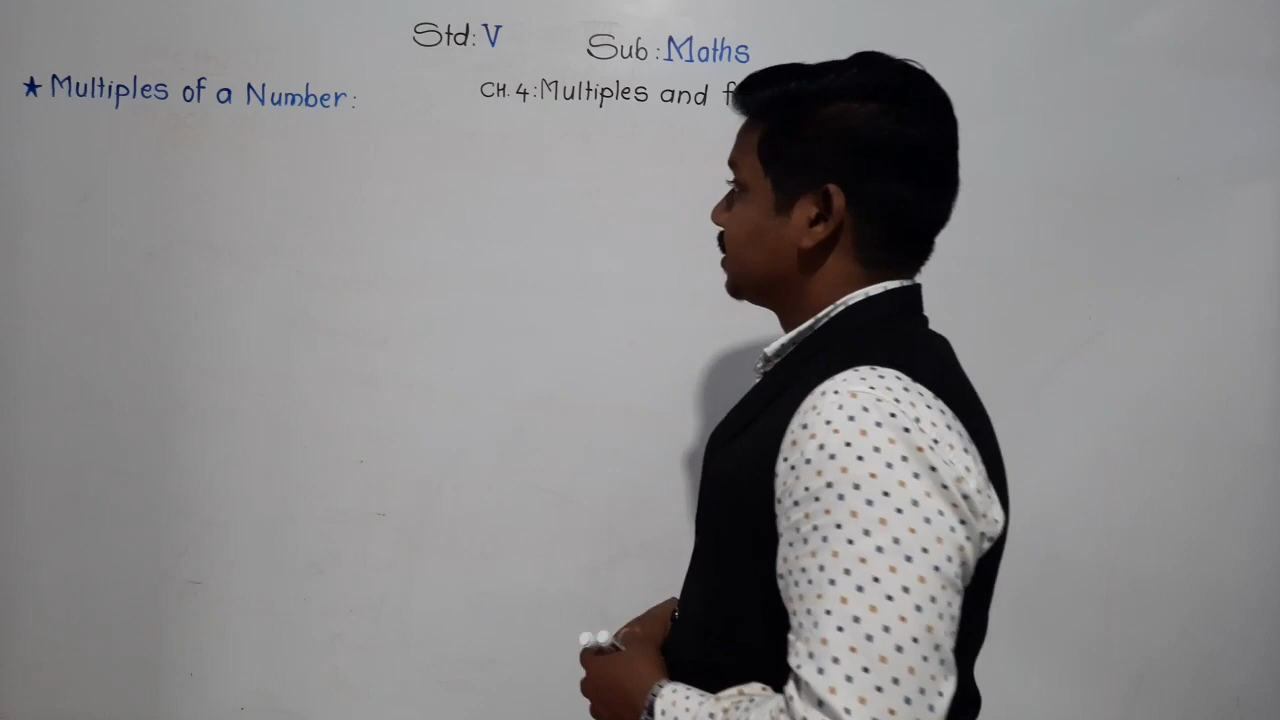 Std: V Sub: Maths
★ Multiples of a Number: CH. 4: Multiples and